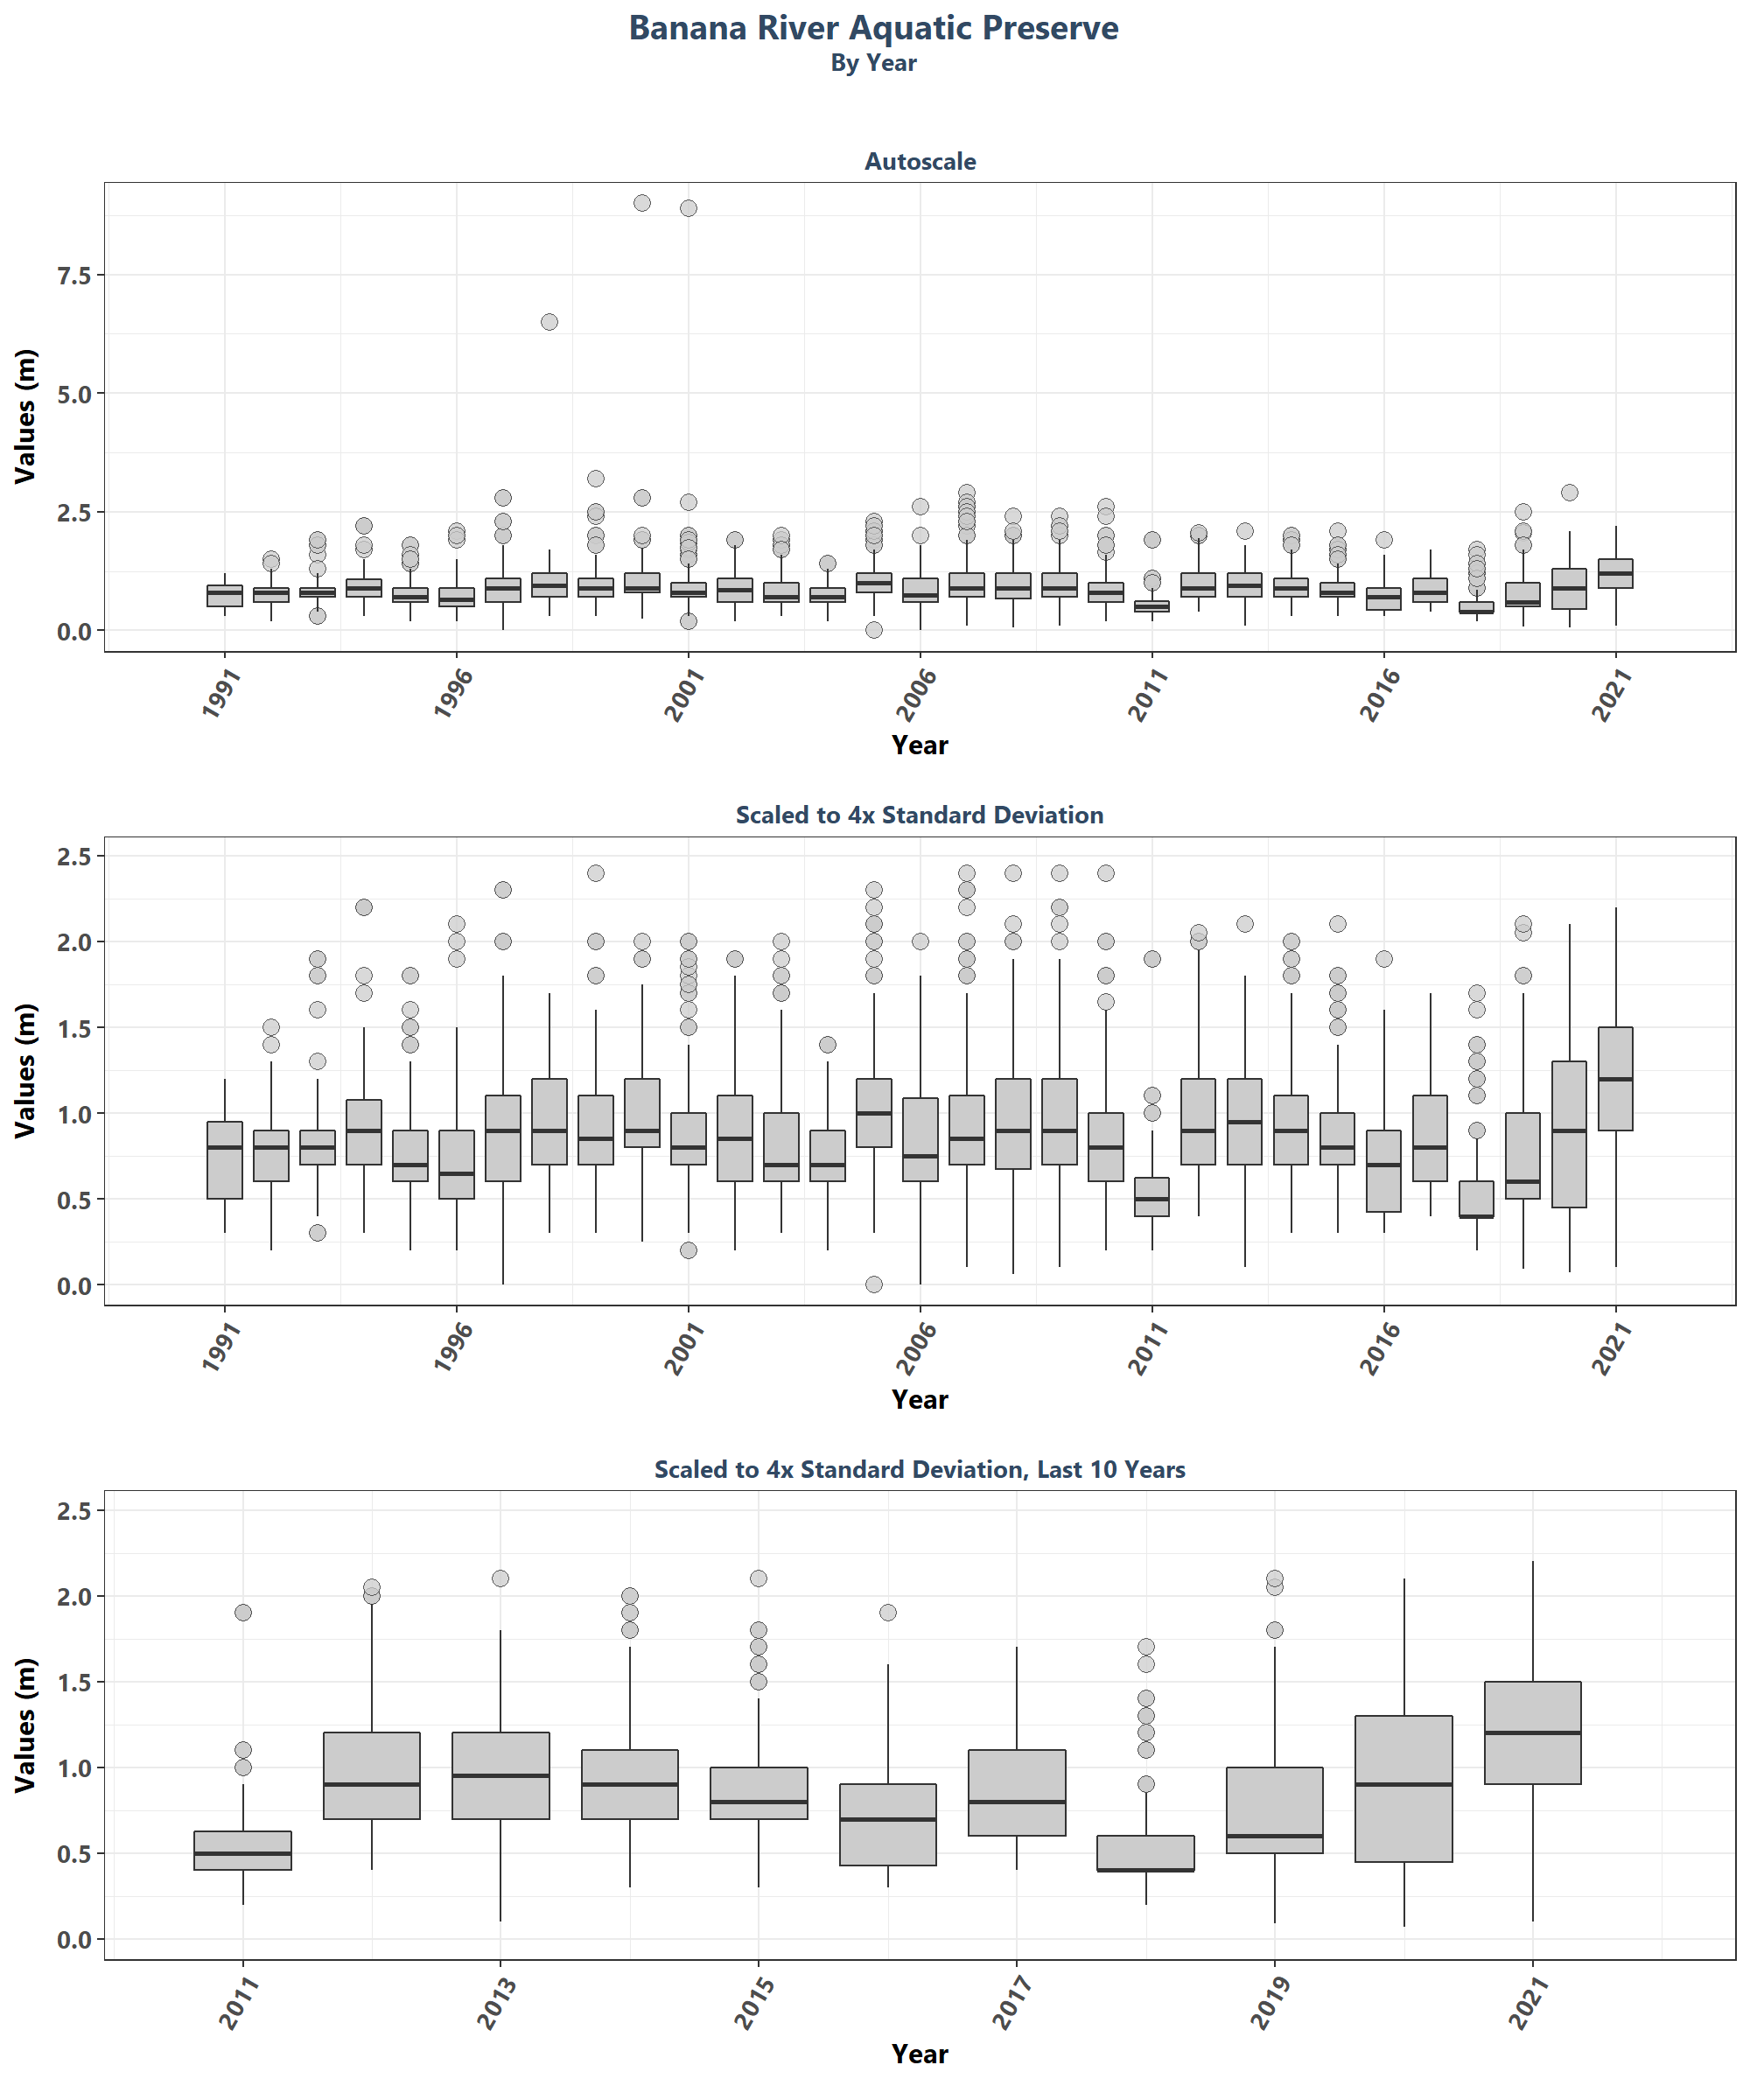 Banana River Aquatic Preserve
By Year
Autoscale
Values (m)
7.5
5.0
2.5
0.0
1991 1996 2001 2006 2011 2016 2021
Year
Scaled to 4x Standard Deviation
Values (m)
2.5
2.0
1.5
1.0
0.5
0.0
1991 1996 2001 2006 2011 2016 2021
Year
Scaled to 4x Standard Deviation, Last 10 Years
Values (m)
2.5
2.0
1.5
1.0
0.5
0.0
2011 2013 2015 2017 2019 2021
Year